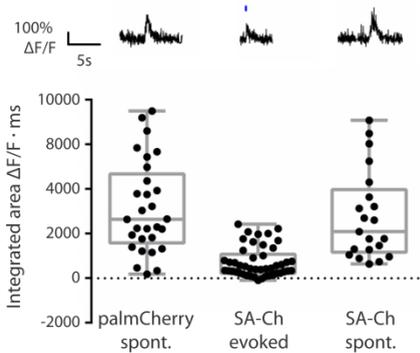 100%
ΔF/F
5s
Integrated area ΔF/F · ms
10000
8000
4000
2000
0
-2000
palmCherry
spont.
SA-Ch
evoked
SA-Ch
spont.